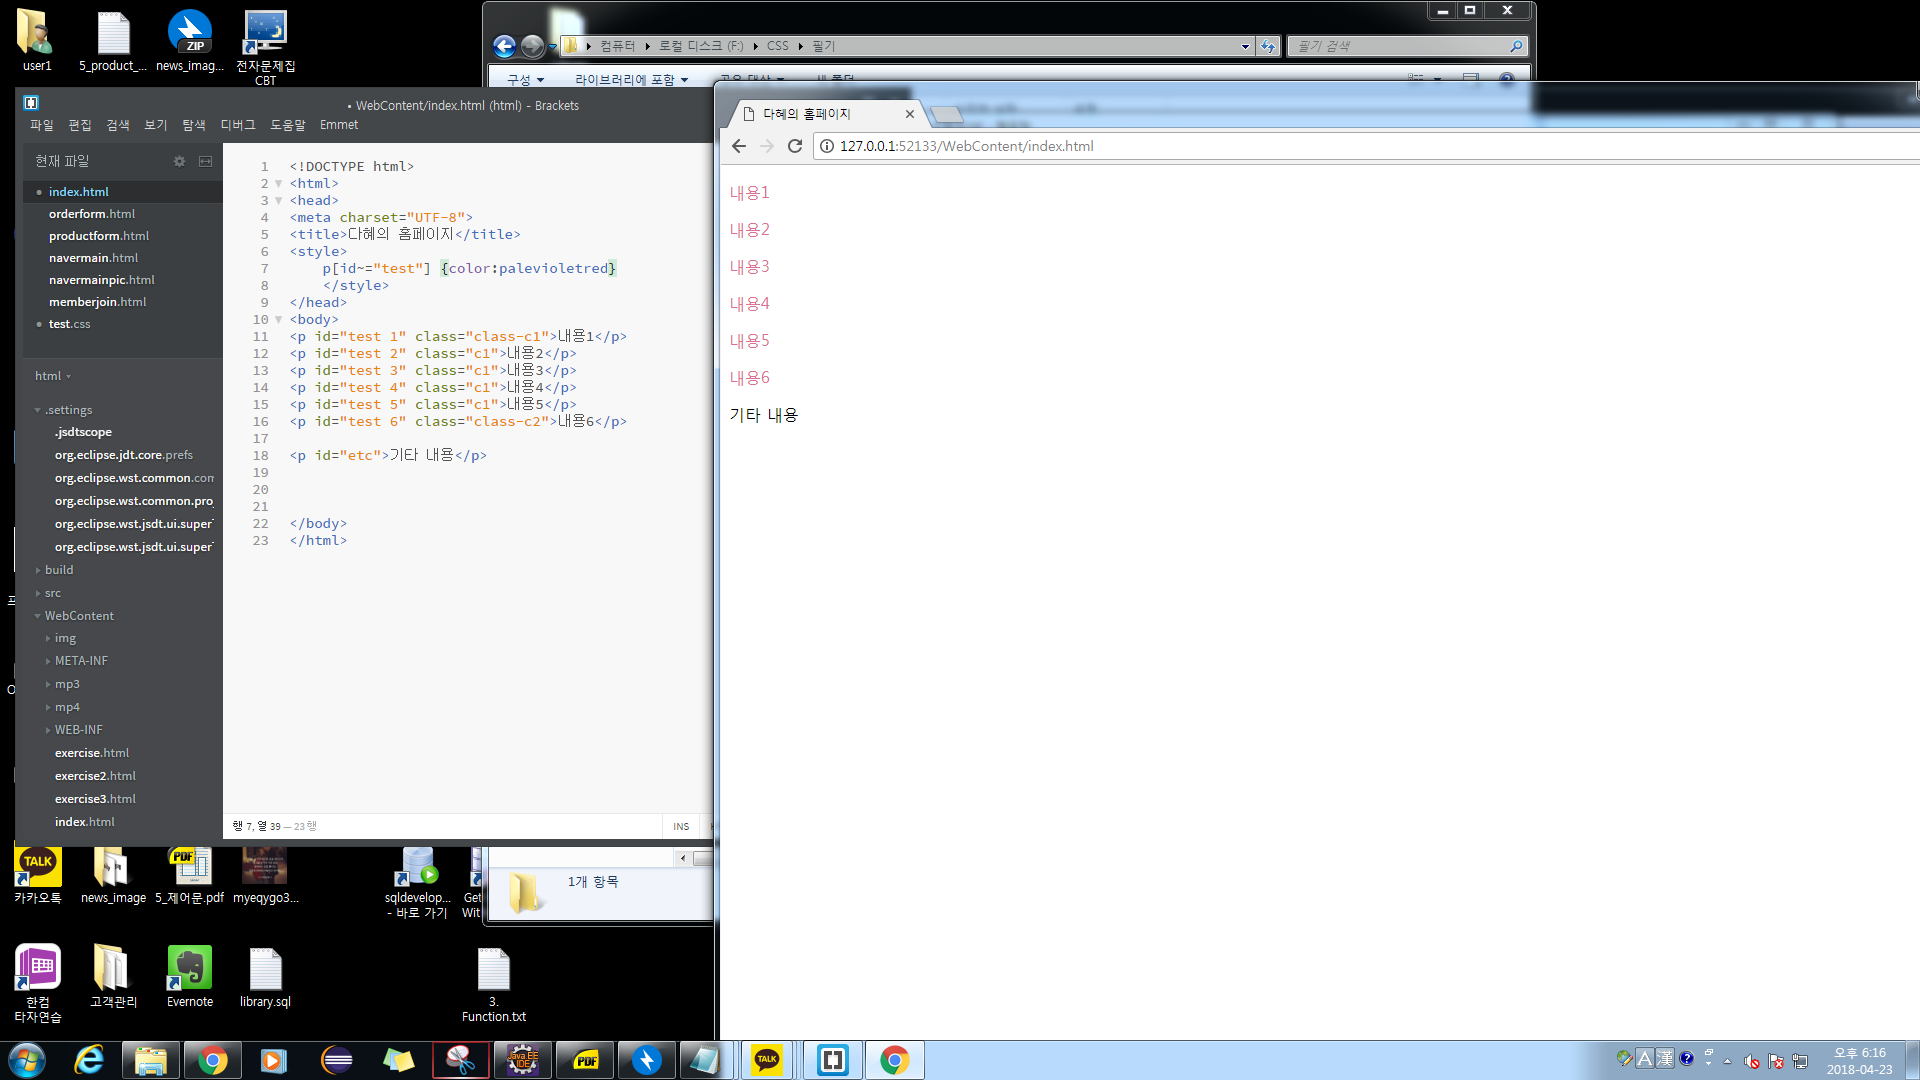 user1
5_product_...
news_imag...
ZIP
전자문제집
CBT
컴퓨터 로컬 디스크 (F:) CSS 필기
필기 검색
구성 라이브러리에 포함
WebContent/index.html (html) - Brackets
파일 편집 검색 보기 탐색 디버그 도움말 Emmet
현재 파일
index.html
orderform.html
productform.html
navermain.html
navermainpic.html
memberjoin.html
test.css
html
.settings
.jsdtscope
org.eclipse.jdt.core.prefs
org.eclipse.wst.common.com
org.eclipse.wst.common.pro
org.eclipse.wst.jsdt.ui.super
org.eclipse.wst.jsdt.ui.super
build
src
WebContent
img
META-INF
mp3
mp4
WEB-INF
exercise.html
exercise2.html
exercise3.html
index.html
1 <!DOCTYPE html>
2 <html>
3 <head>
4 <meta charset="UTF-8">
5 <title>다혜의 홈페이지</title>
6 <style>
7 p[id~="test"] {color:palevioletred}
8 </style>
9 </head>
10 <body>
11 <p id="test 1" class="class-c1">내용1</p>
12 <p id="test 2" class="c1">내용2</p>
13 <p id="test 3" class="c1">내용3</p>
14 <p id="test 4" class="c1">내용4</p>
15 <p id="test 5" class="c1">내용5</p>
16 <p id="test 6" class="class-c2">내용6</p>
17
18 <p id="etc">기타 내용</p>
19
20
21
22 </body>
23 </html>
행 7, 열 39 — 23 행
INS
다혜의 홈페이지
127.0.0.1:52133/WebContent/index.html
내용1
내용2
내용3
내용4
내용5
내용6
기타 내용
1개 항목
TALK
카카오톡
news_image
PDF
5_제어문.pdf
myeqygo3...
sqldevelop...
- 바로 가기
Get
Wit
한컴
타자연습
고객관리
Evernote
library.sql
3.
Function.txt
Java EE
IDE
PDF
TALK
A 漢
오후 6:16
2018-04-23